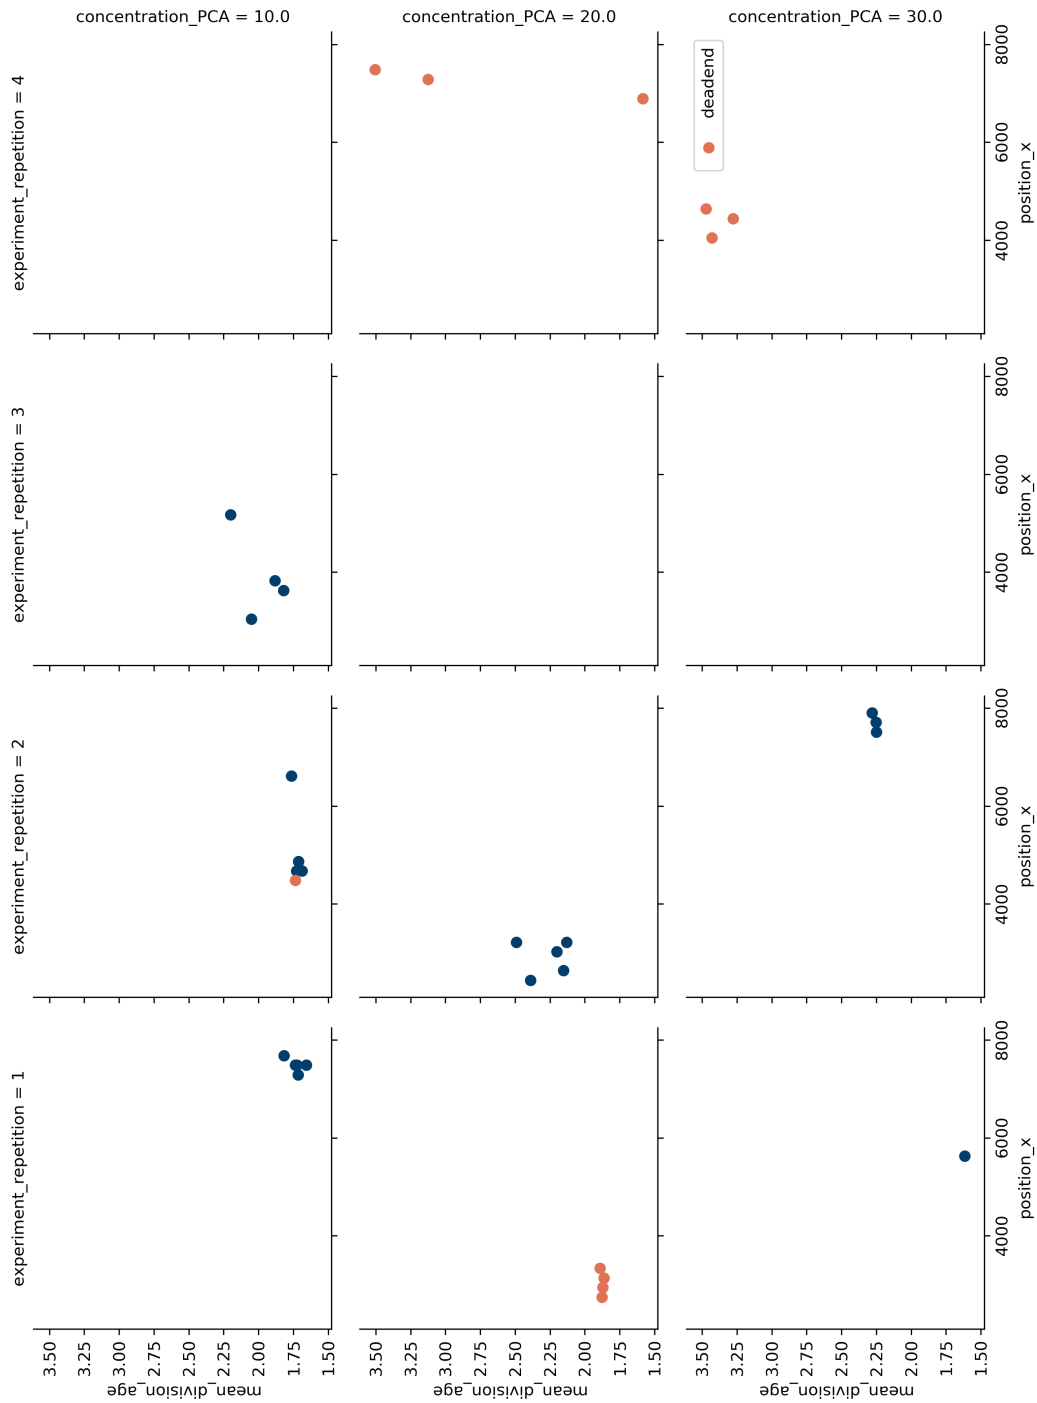 experiment_repetition = 1
experiment_repetition = 2
experiment_repetition = 3
experiment_repetition = 4
mean_division_age
3.50
3.25
3.00
2.75
2.50
2.25
2.00
1.75
1.50
concentration_PCA = 10.0
mean_division_age
3.50
3.25
3.00
2.75
2.50
2.25
2.00
1.75
1.50
concentration_PCA = 20.0
mean_division_age
3.50
3.25
3.00
2.75
2.50
2.25
2.00
1.75
1.50
deadend
concentration_PCA = 30.0
4000 6000 8000
4000 6000 8000
4000 6000 8000
4000 6000 8000
position_x
position_x
position_x
position_x